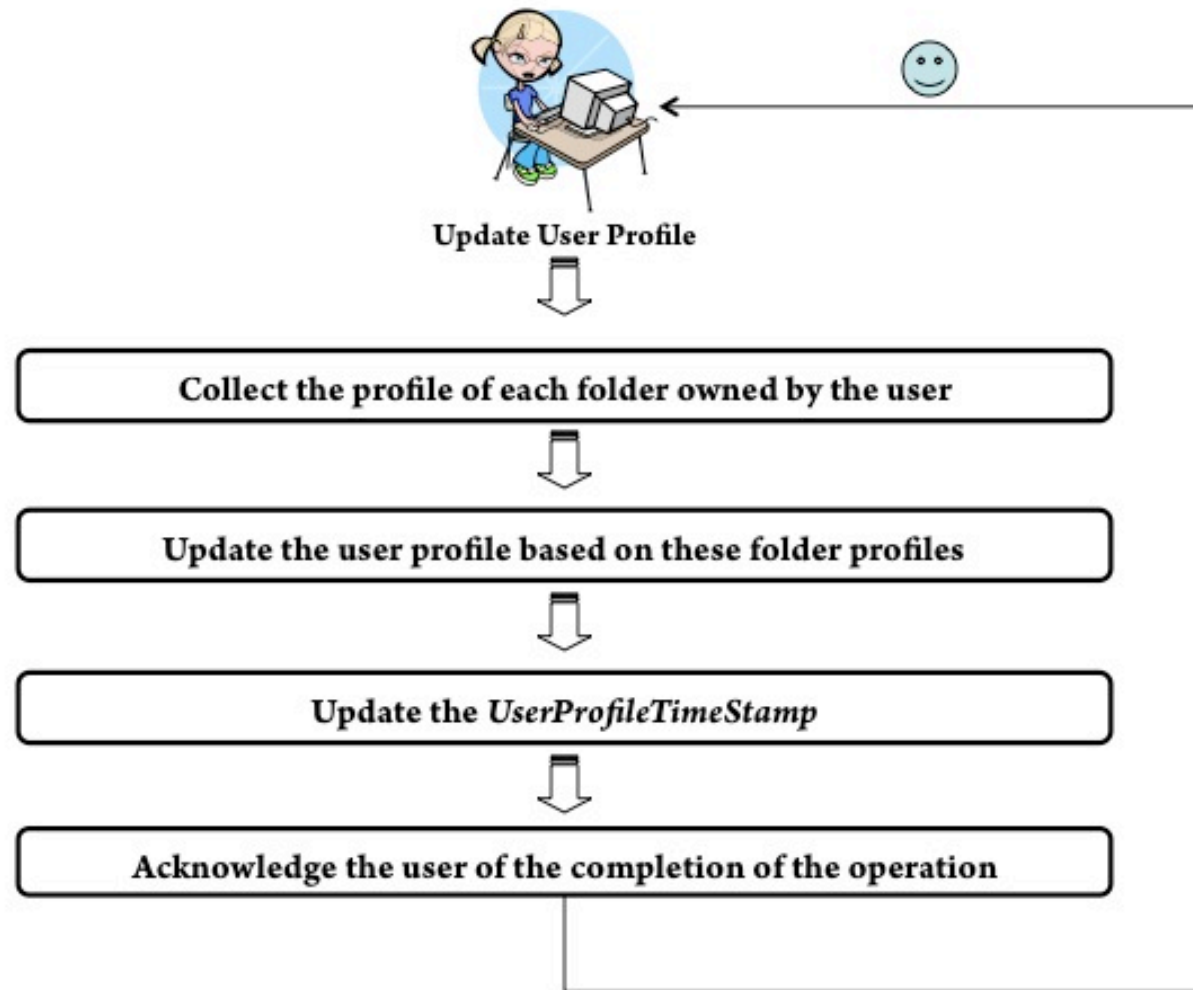 Update User Profile
Collect the profile of each folder owned by the user
Update the user profile based on these folder profiles
Update the UserProfileTimeStamp
Acknowledge the user of the completion of the operation